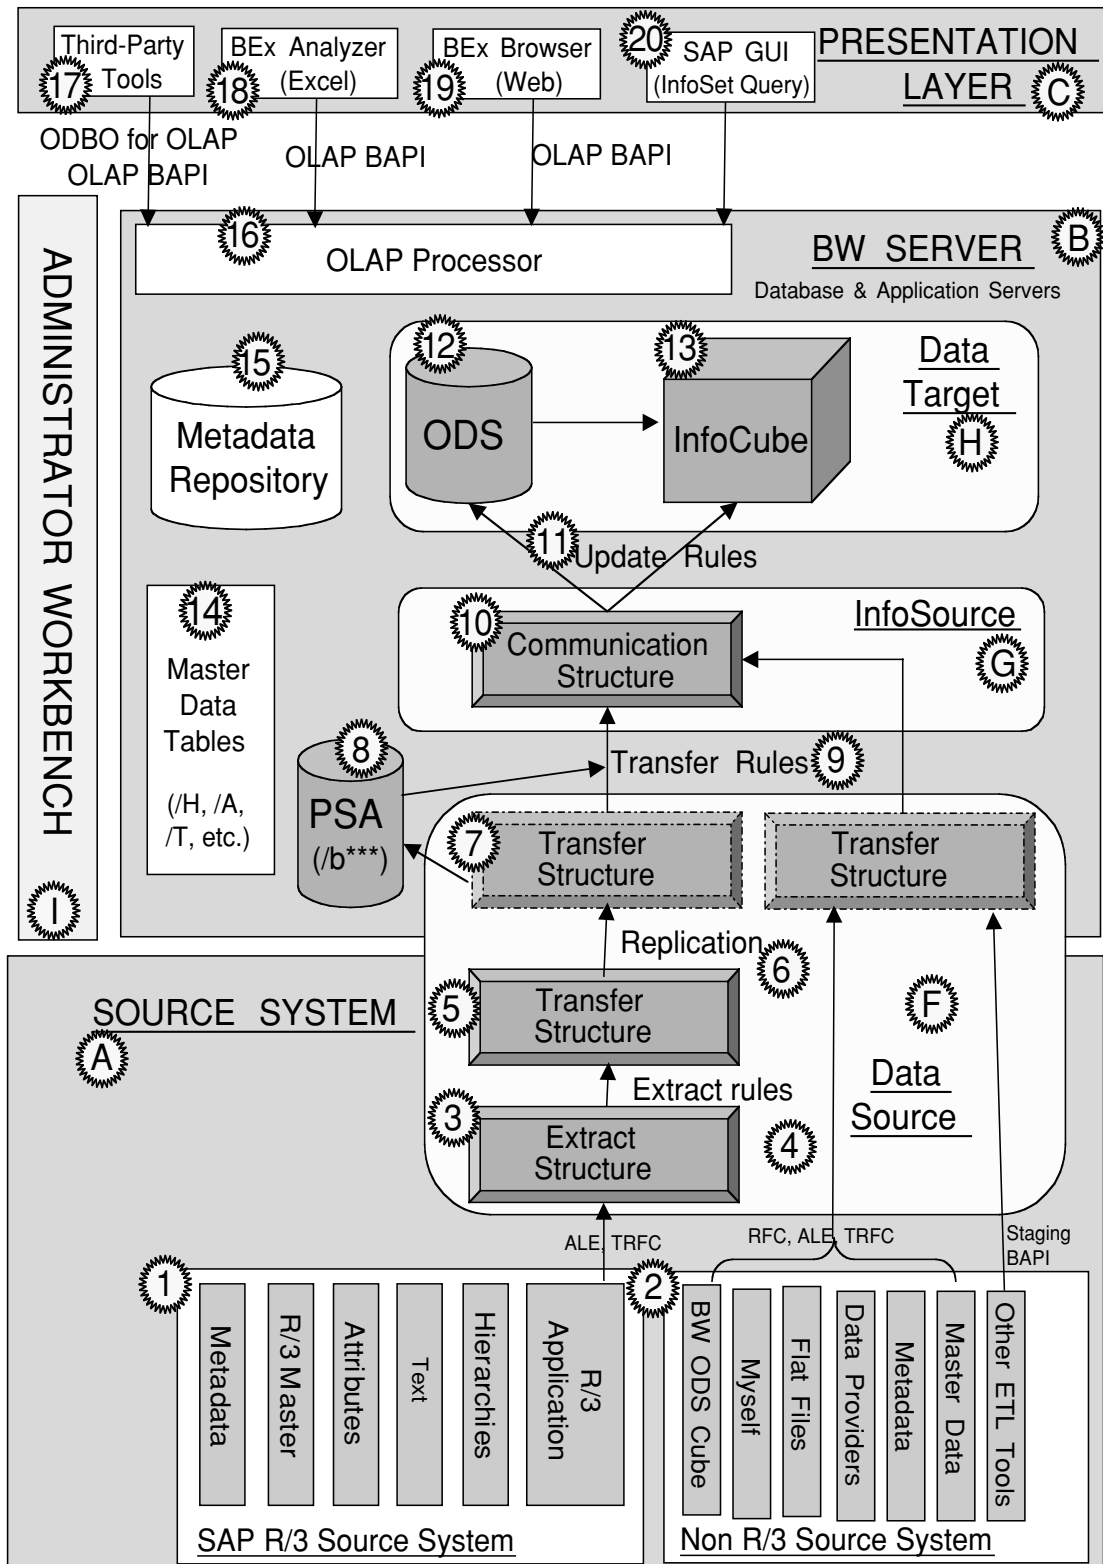 Third-Party
Tools
17
BEx Analyzer
(Excel)
18
BEx Browser
(Web)
19
20
SAP GUI
(InfoSet Query)
PRESENTATION
LAYER
C
ODBO for OLAP
OLAP BAPI
OLAP BAPI
OLAP BAPI
ADMINISTRATOR WORKBENCH
I
16
OLAP Processor
B
BW SERVER
Database & Application Servers
15
Metadata
Repository
12
ODS
13
InfoCube
Data
Target
H
11
Update Rules
14
Master
Data
Tables
(/H, /A,
/T, etc.)
10
Communication
Structure
InfoSource
G
8
PSA
(/b***)
Transfer Rules
9
7
Transfer
Structure
Transfer
Structure
Replication
6
SOURCE SYSTEM
A
5
Transfer
Structure
F
Data
Source
Extract rules
3
Extract
Structure
4
ALE, TRFC
RFC, ALE, TRFC
Staging
BAPI
1
Metadata
R/3 Master
Attributes
Text
Hierarchies
R/3
Application
SAP R/3 Source System
2
BW ODS Cube
Myself
Flat Files
Data Providers
Metadata
Master Data
Other ETL Tools
Non R/3 Source System